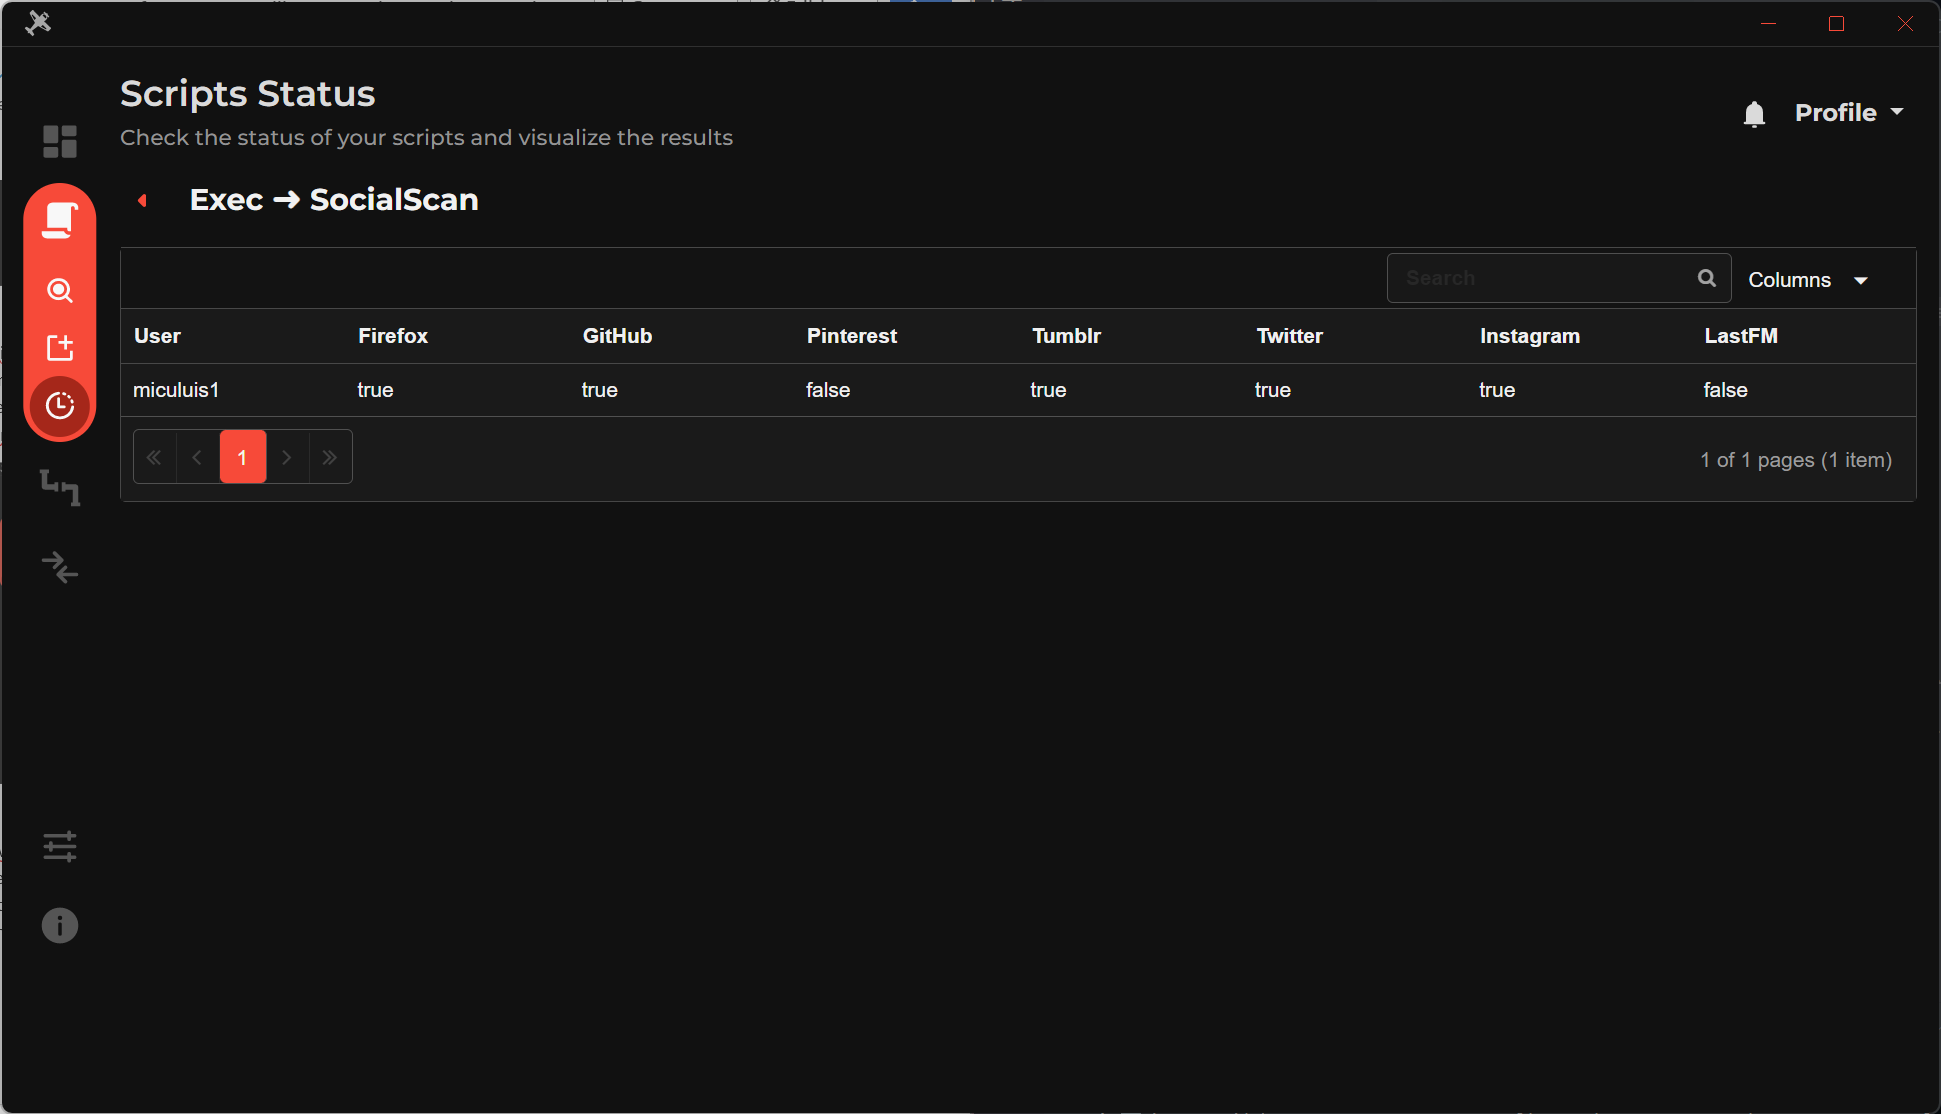 Scripts Status
Check the status of your scripts and visualize the results
Profile
Exec ➜ SocialScan
Search
Columns
User Firefox GitHub Pinterest Tumblr Twitter Instagram LastFM
miculuis1 true true false true true true false
« ‹ 1 › »
1 of 1 pages (1 item)